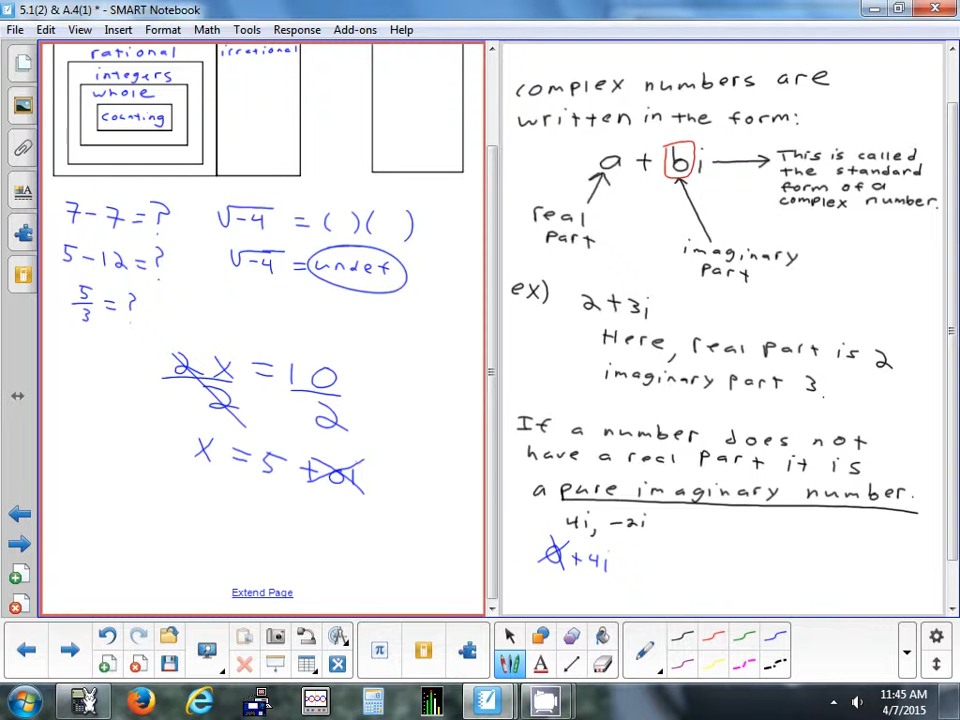 5.1(2) & A.4(1) * - SMART Notebook
File Edit View Insert Format Math Tools Response Add-ons Help
rational
irrational
integers
whole
counting
7 - 7 = ?
√-4 = ( )( )
5 - 12 = ?
√-4 = undef
5/3 = ?
2x/2 = 10/2
x = 5 + 0i
Extend Page
complex numbers are
written in the form:
a + bi
This is called
the standard
form of a
complex number.
real
part
imaginary
part
ex) 2 + 3i
Here, real part is 2
imaginary part 3.
If a number does not
have a real part it is
a pure imaginary number.
4i, -2i
0 + 4i
π
A
11:45 AM
4/7/2015